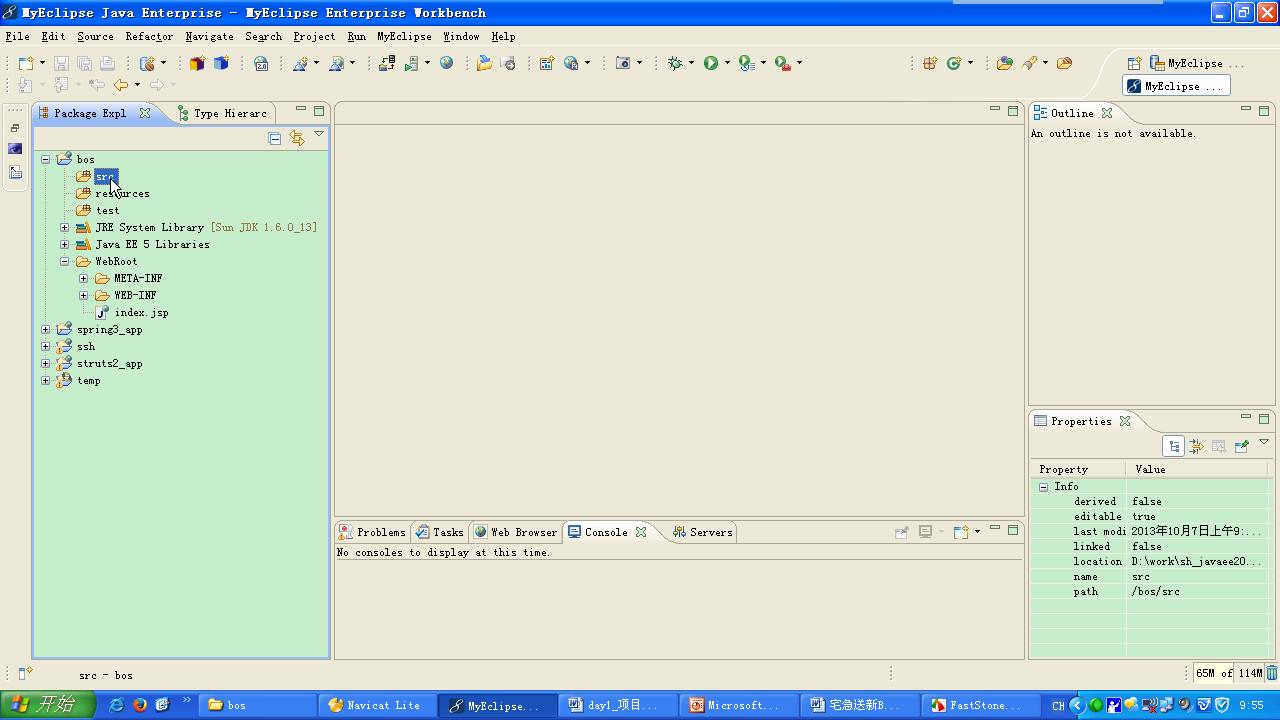 MyEclipse Java Enterprise - MyEclipse Enterprise Workbench
File Edit Source Refactor Navigate Search Project Run MyEclipse Window Help
MyEclipse ...
MyEclipse ...
Package Expl
Type Hierarc
bos
src
resources
test
JRE System Library [Sun JDK 1.6.0_13]
Java EE 5 Libraries
WebRoot
META-INF
WEB-INF
index.jsp
spring3_app
ssh
struts2_app
temp
Outline
An outline is not available.
Properties
Property Value
Info
derived false
editable true
last modi 2013年10月7日上午9:...
linked false
location D:\work\sh_javaee20...
name src
path /bos/src
Problems Tasks Web Browser Console Servers
No consoles to display at this time.
src - bos
65M of 114M
开始
bos
Navicat Lite
MyEclipse...
day1_项目...
Microsoft...
宅急送新B...
FastStone...
CH
9:55